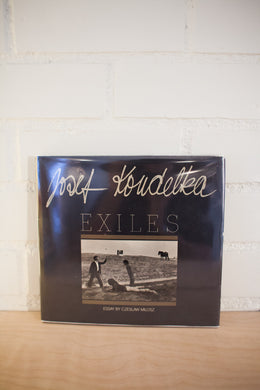 Josef Koudelka
EXILES
ESSAY BY CZESLAW MILOSZ